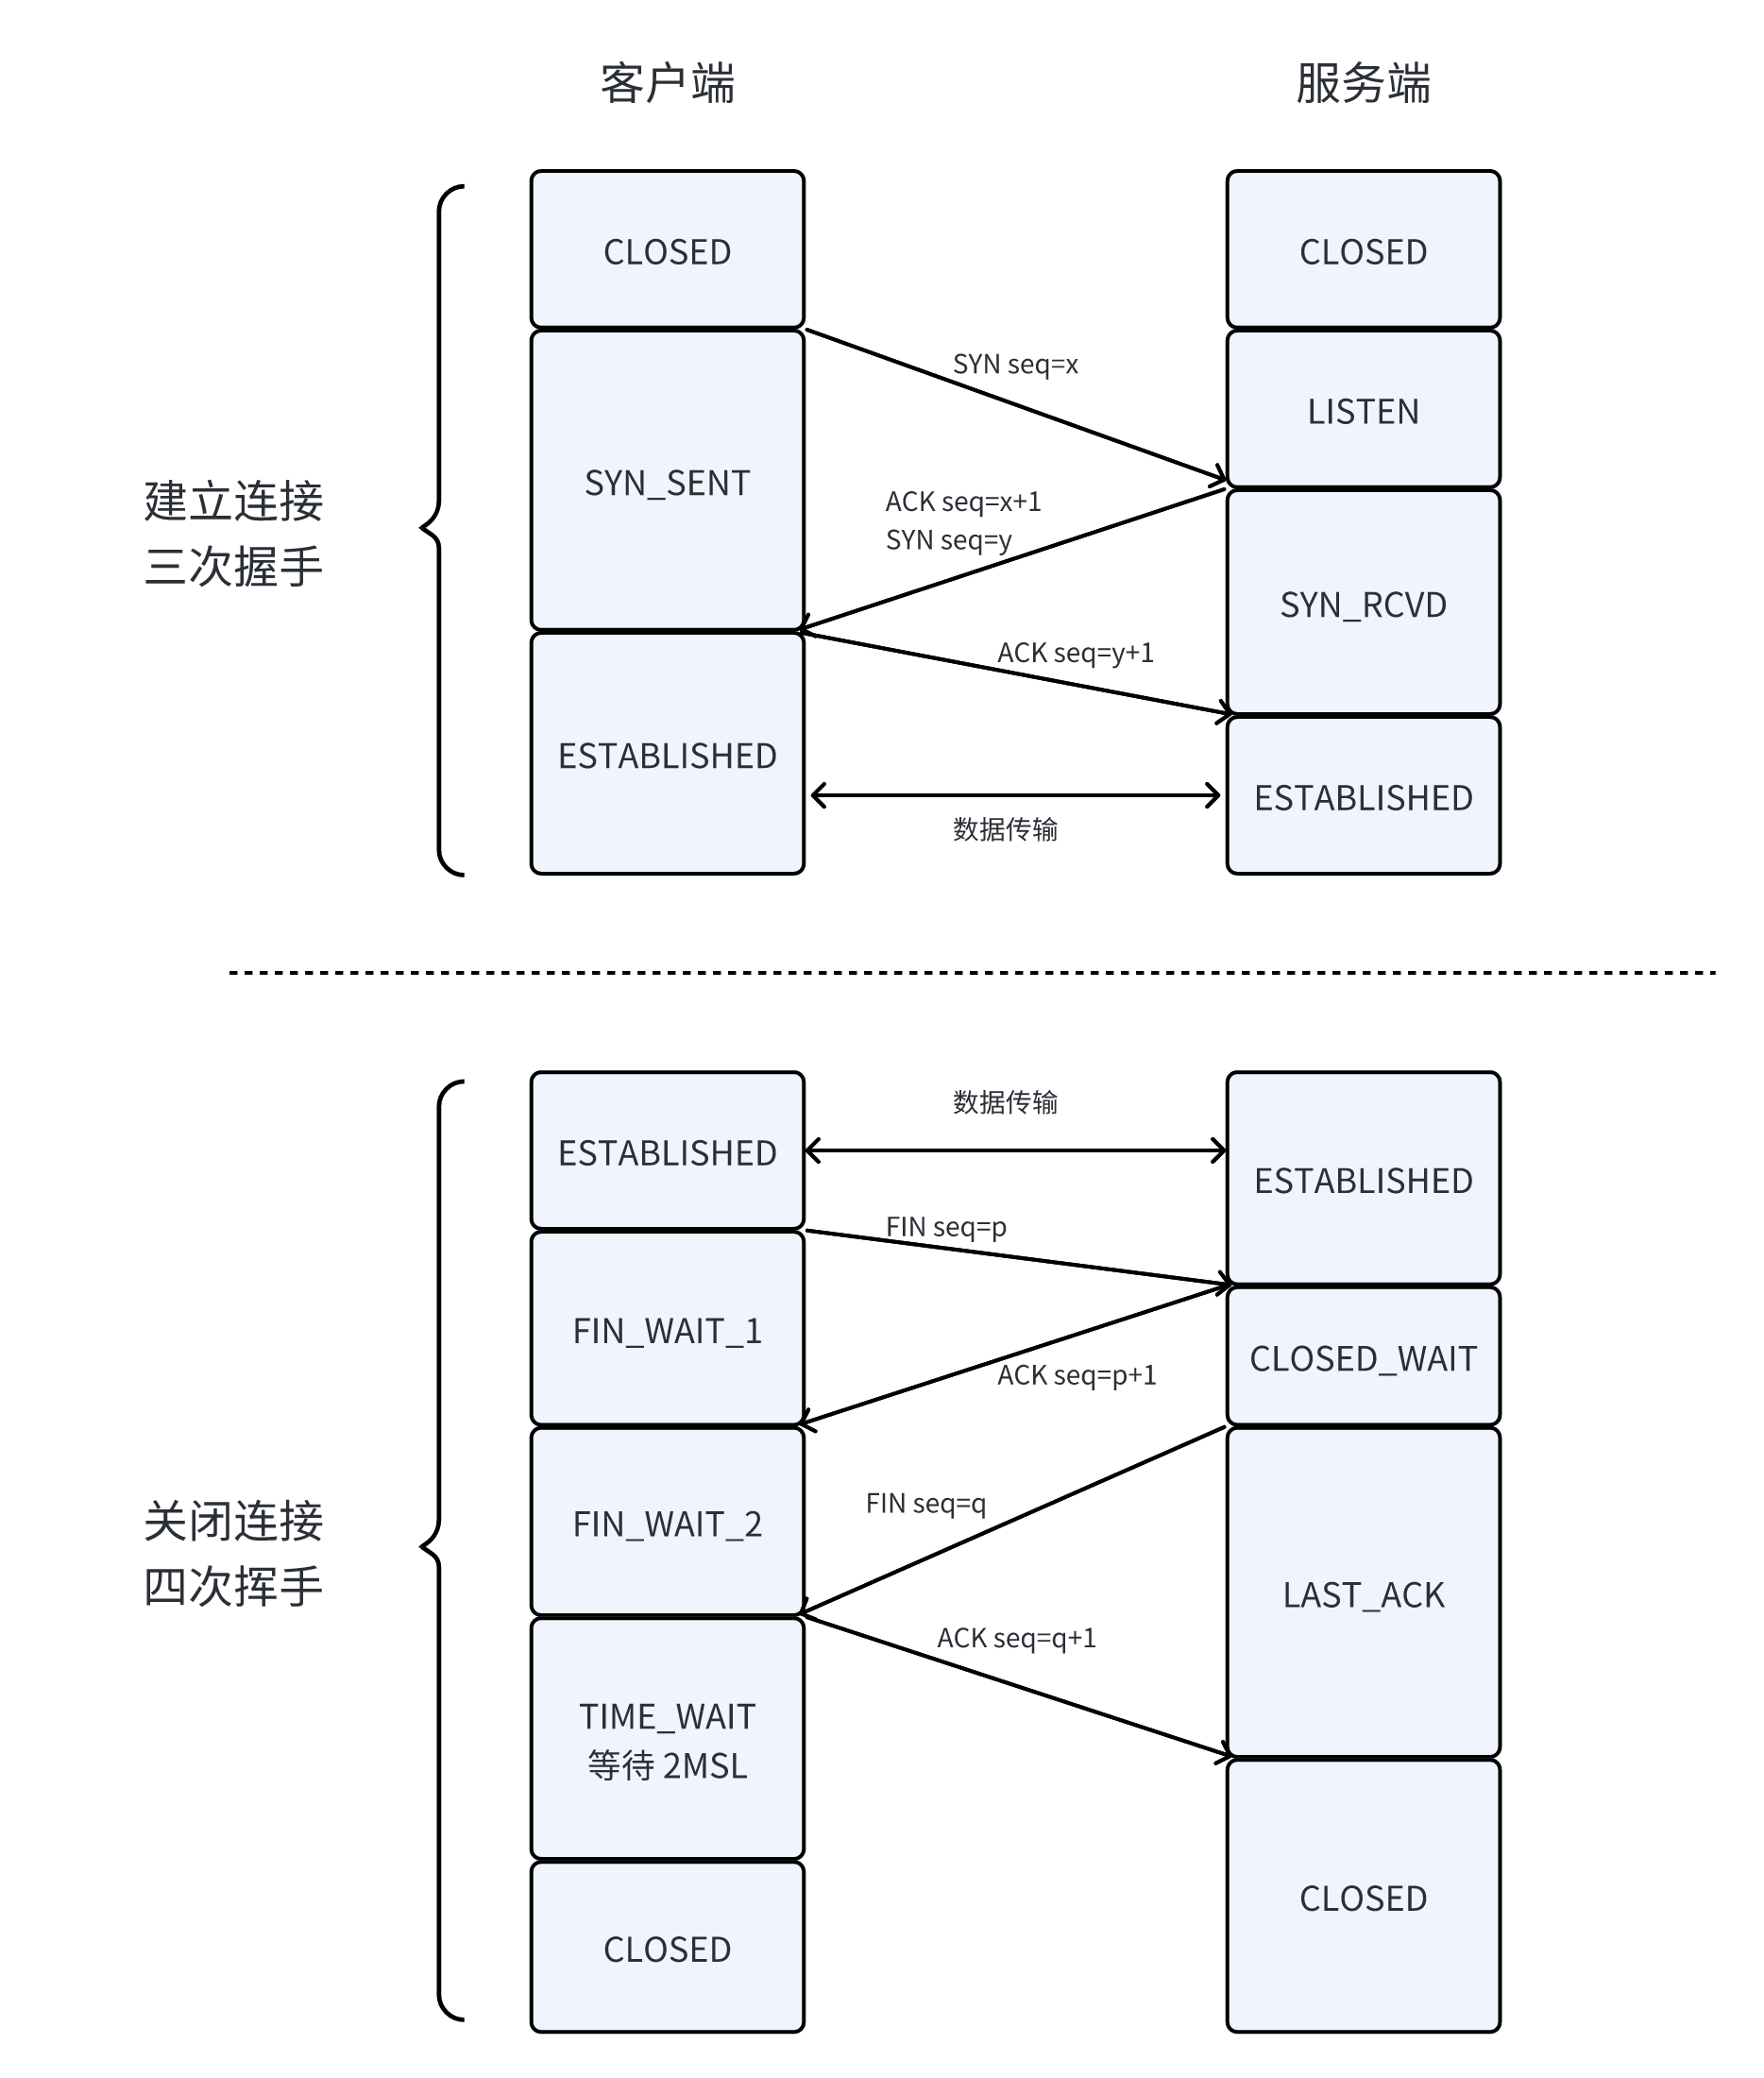 客户端
服务端
CLOSED
CLOSED
SYN seq=x
LISTEN
SYN_SENT
建立连接
三次握手
ACK seq=x+1
SYN seq=y
SYN_RCVD
ACK seq=y+1
ESTABLISHED
ESTABLISHED
数据传输
数据传输
ESTABLISHED
ESTABLISHED
FIN seq=p
FIN_WAIT_1
CLOSED_WAIT
ACK seq=p+1
关闭连接
四次挥手
FIN seq=q
FIN_WAIT_2
LAST_ACK
ACK seq=q+1
TIME_WAIT
等待 2MSL
CLOSED
CLOSED